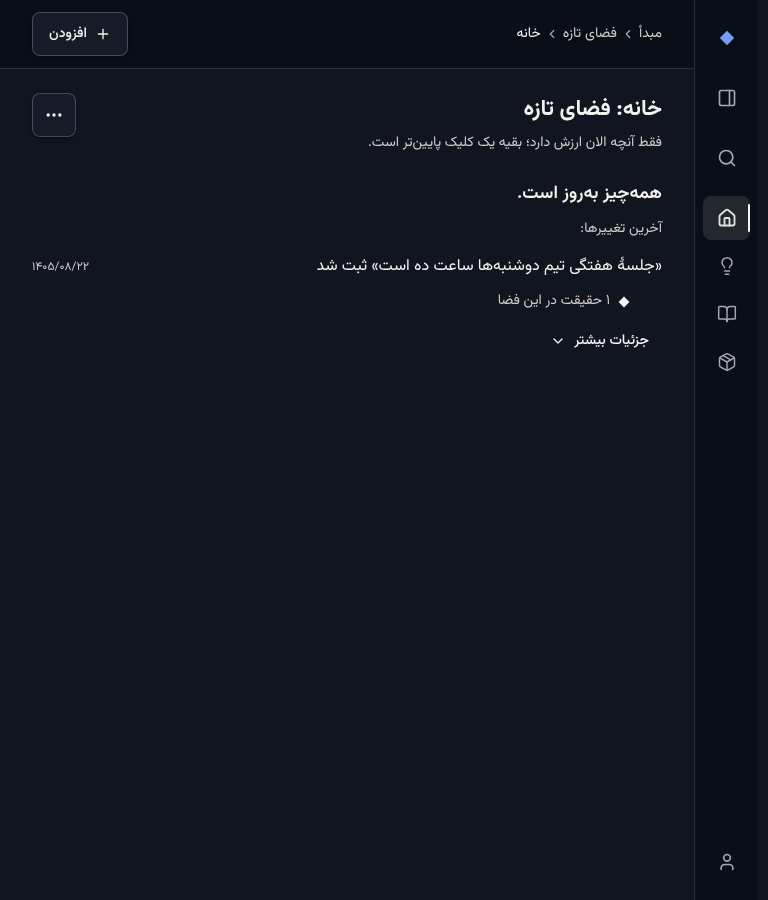 مبدأ › فضای تازه › خانه
افزودن +
خانه: فضای تازه
فقط آنچه الان ارزش دارد؛ بقیه یک کلیک پایین‌تر است.
همه‌چیز به‌روز است.
آخرین تغییرها:
«جلسهٔ هفتگی تیم دوشنبه‌ها ساعت ده است» ثبت شد
۱۴۰۵/۰۸/۲۲
۱ حقیقت در این فضا
جزئیات بیشتر